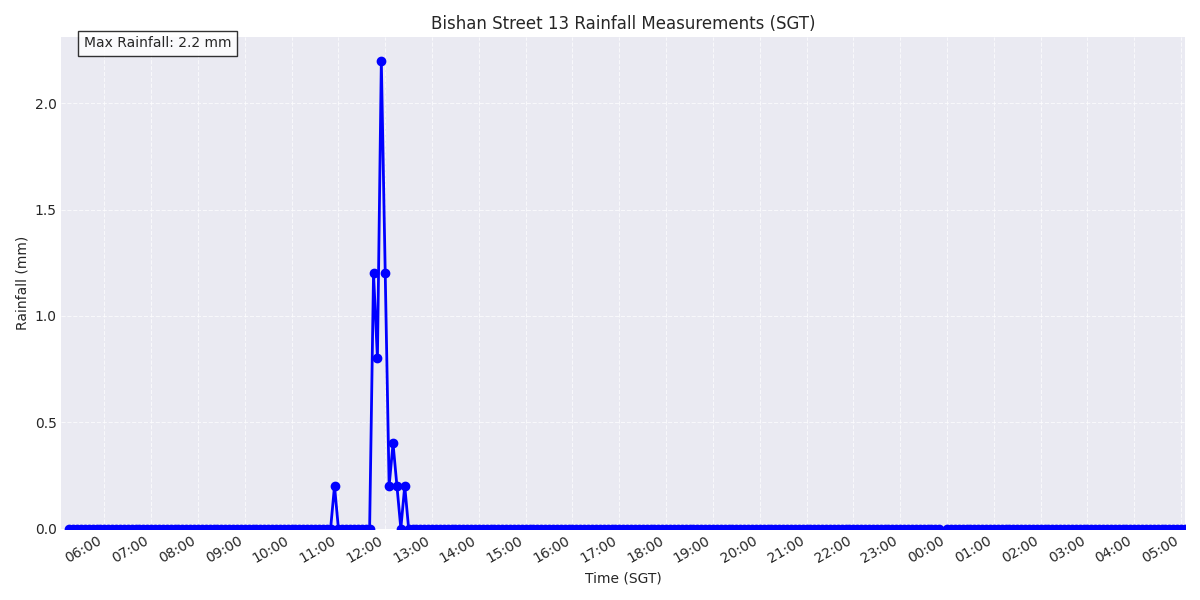 Bishan Street 13 Rainfall Measurements (SGT)
Max Rainfall: 2.2 mm
Rainfall (mm)
2.0
1.5
1.0
0.5
0.0
06:00 07:00 08:00 09:00 10:00 11:00 12:00 13:00 14:00 15:00 16:00 17:00 18:00 19:00 20:00 21:00 22:00 23:00 00:00 01:00 02:00 03:00 04:00 05:00
Time (SGT)